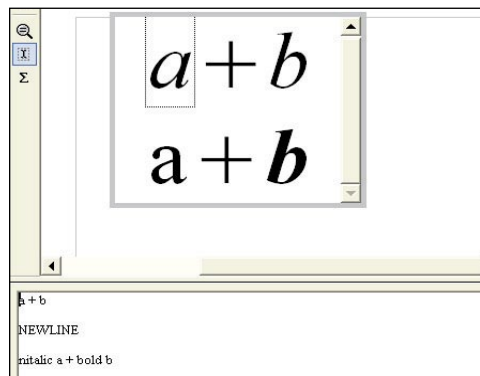 Σ
a + b
a + b
a + b
NEWLINE
nitalic a + bold b